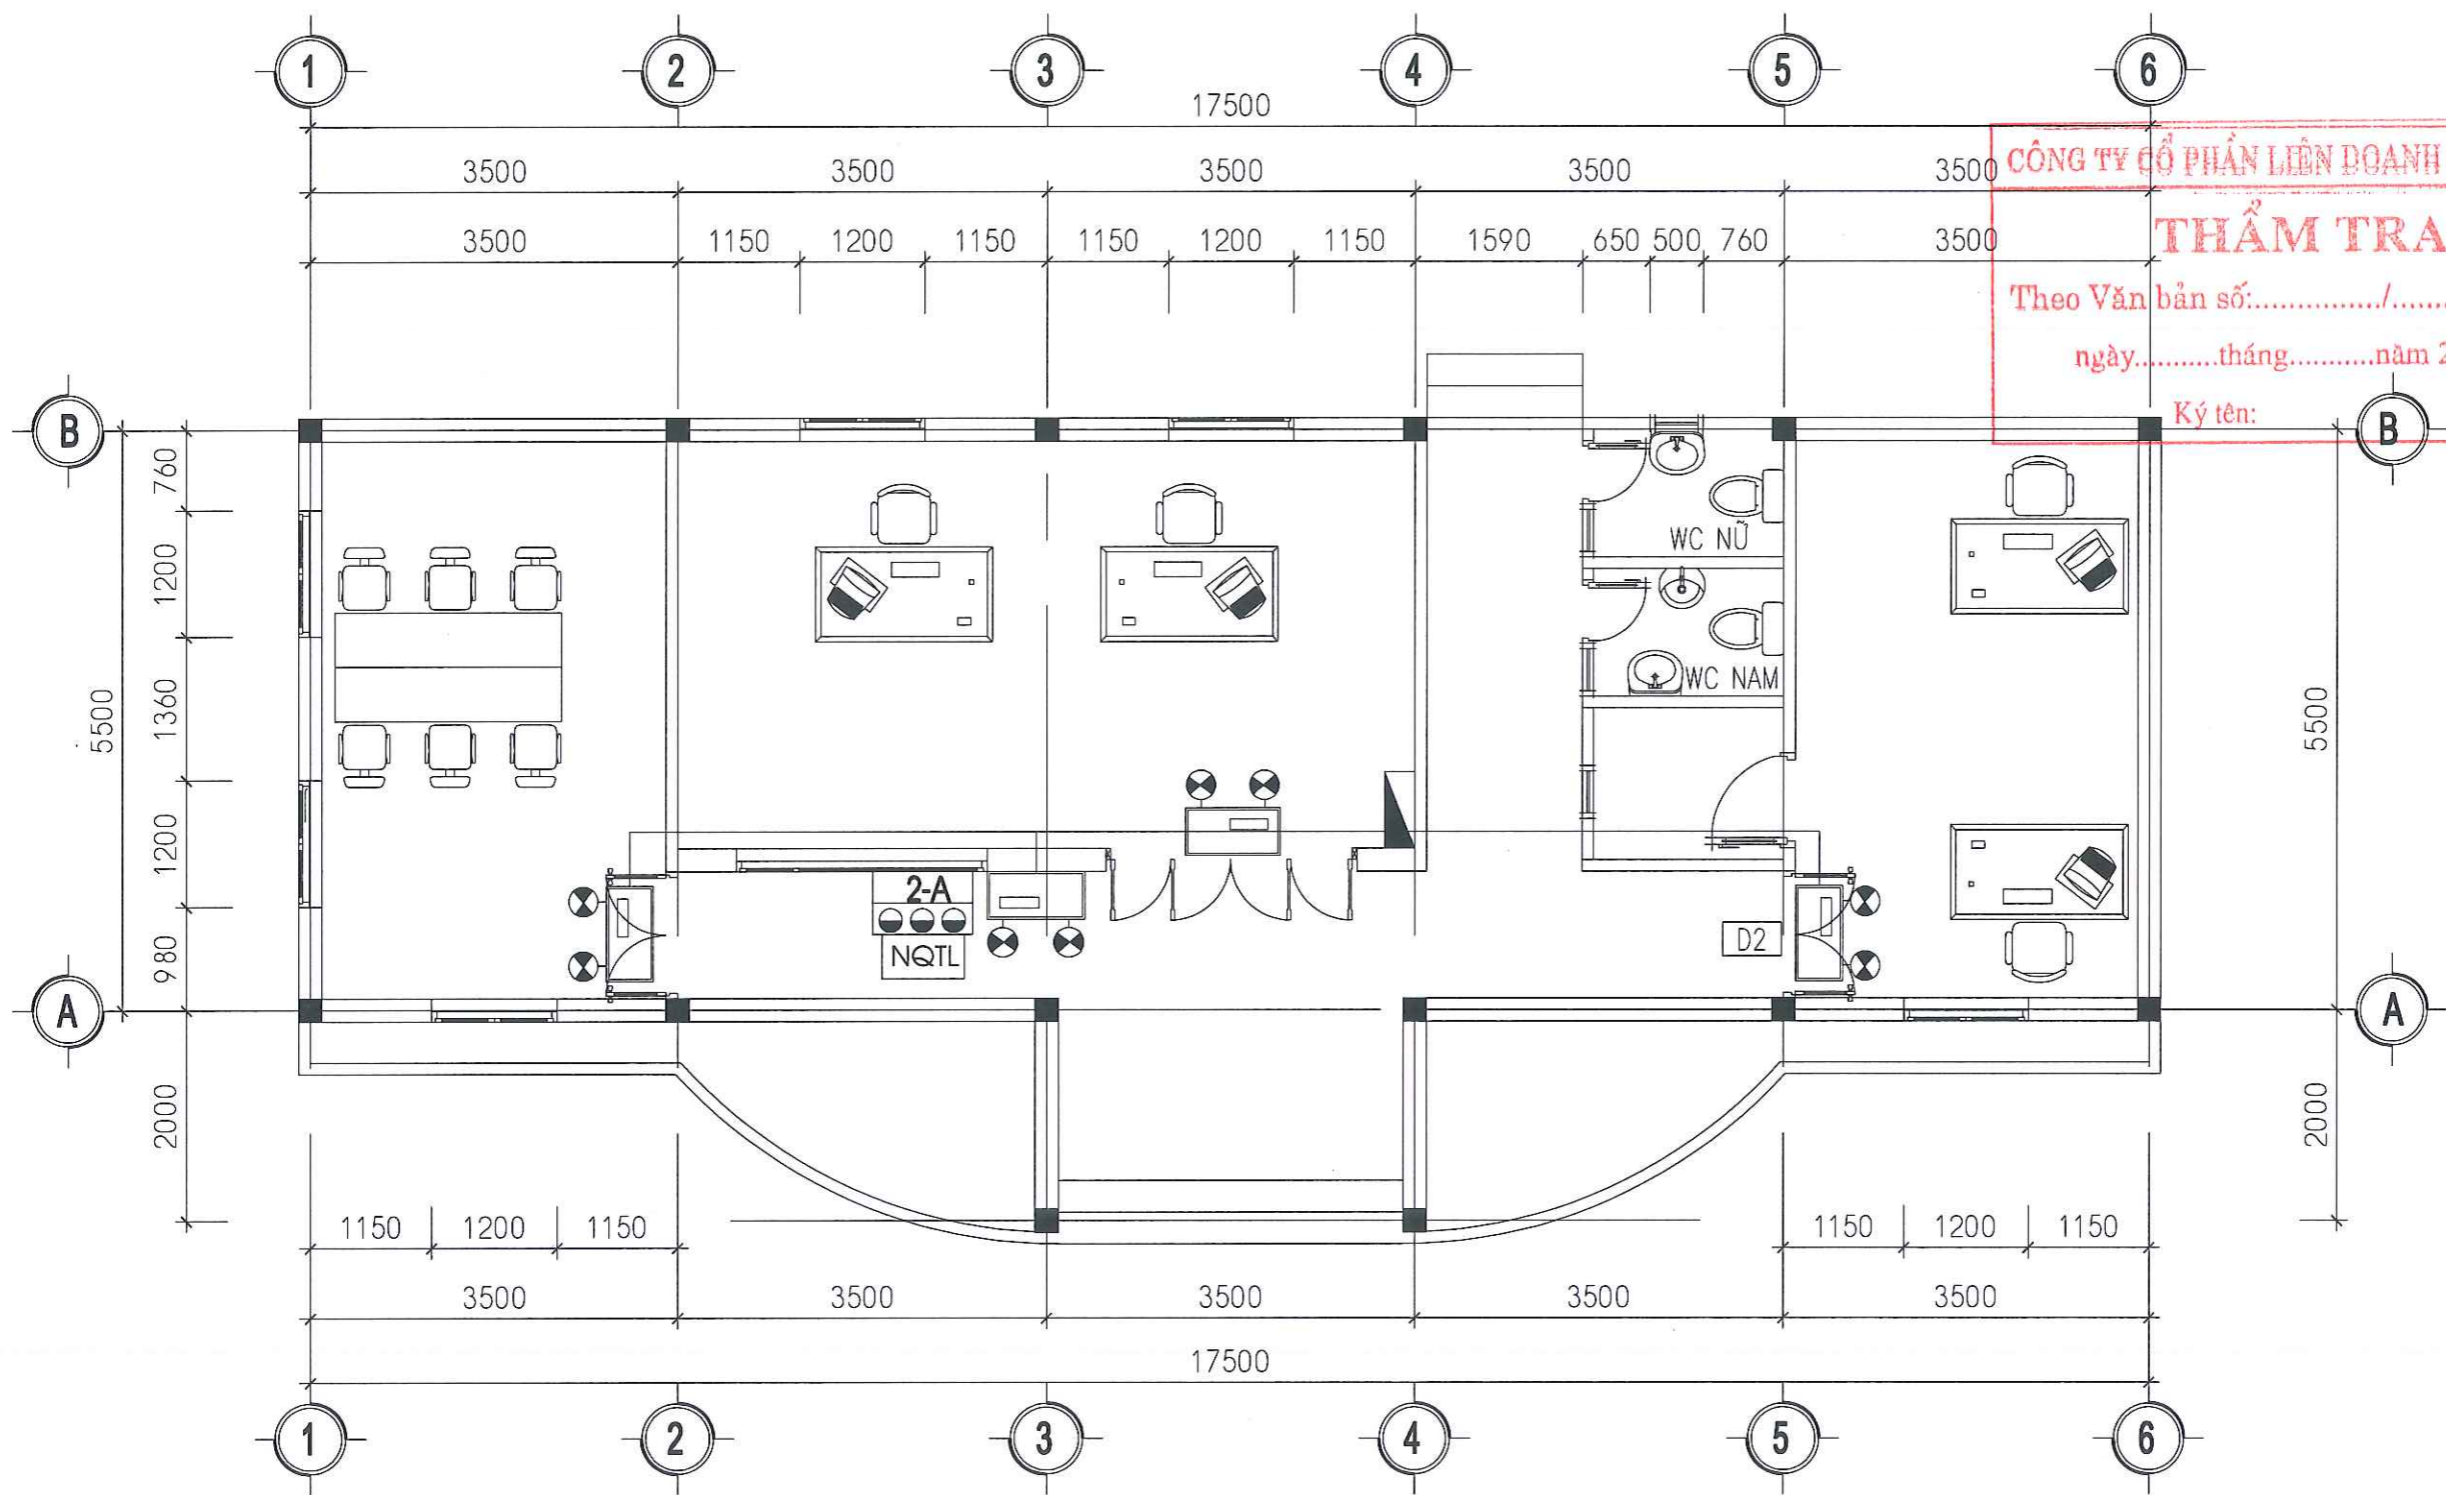 1 2 3 4 5 6
17500
3500 3500 3500 3500 3500
3500 1150 1200 1150 1150 1200 1150 1590 650 500 760 3500
CÔNG TY CỔ PHẦN LIÊN DOANH
THẨM TRA
Theo Văn bản số:.............../........
ngày..........tháng..........năm 2
Ký tên:
B B
760
1200
1360
1200
980
5500
2000
WC NỮ
WC NAM
2-A
NQTL
D2
5500
2000
A A
1150 1200 1150 1150 1200 1150
3500 3500 3500 3500 3500
17500
1 2 3 4 5 6